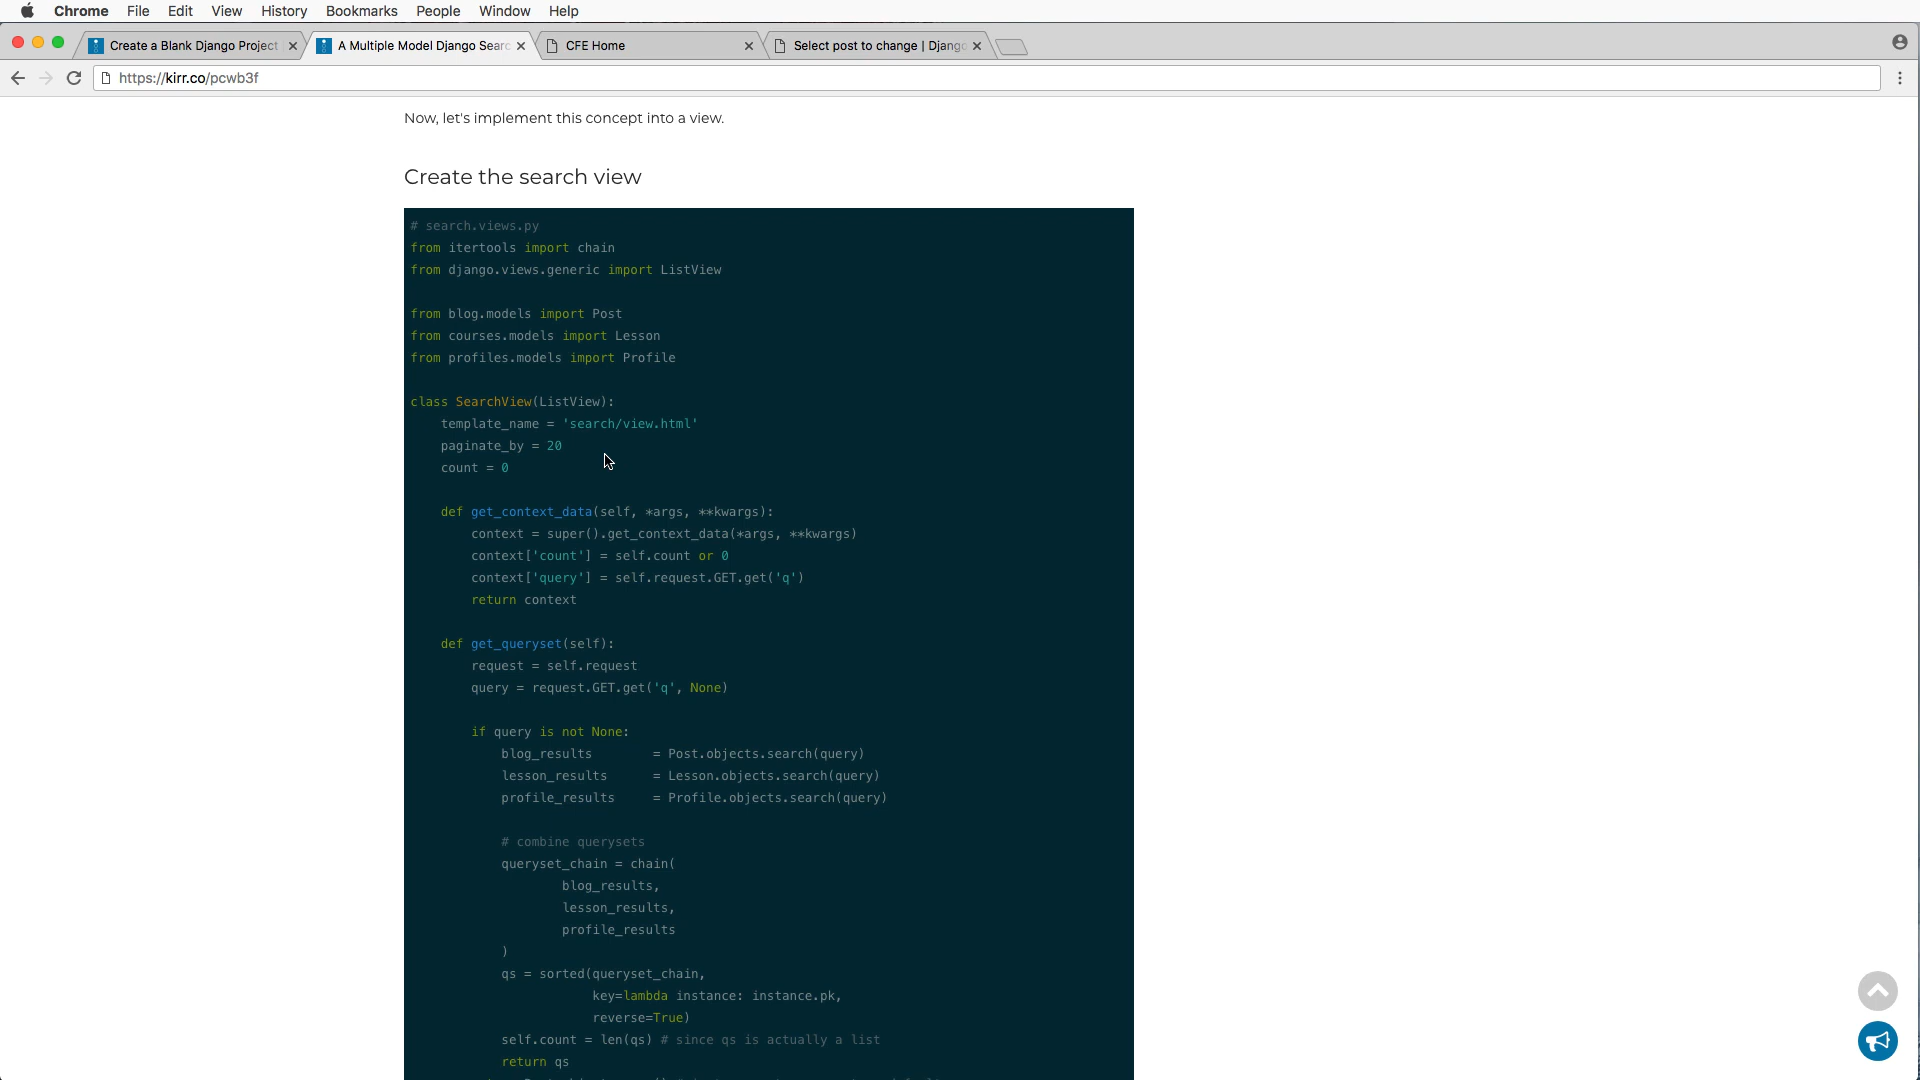 Chrome File Edit View History Bookmarks People Window Help
Create a Blank Django Project
A Multiple Model Django Searc
CFE Home
Select post to change | Django
https://kirr.co/pcwb3f
Now, let's implement this concept into a view.
Create the search view
# search.views.py
from itertools import chain
from django.views.generic import ListView
from blog.models import Post
from courses.models import Lesson
from profiles.models import Profile
class SearchView(ListView):
    template_name = 'search/view.html'
    paginate_by = 20
    count = 0
    def get_context_data(self, *args, **kwargs):
        context = super().get_context_data(*args, **kwargs)
        context['count'] = self.count or 0
        context['query'] = self.request.GET.get('q')
        return context
    def get_queryset(self):
        request = self.request
        query = request.GET.get('q', None)
        if query is not None:
            blog_results        = Post.objects.search(query)
            lesson_results      = Lesson.objects.search(query)
            profile_results     = Profile.objects.search(query)
            # combine querysets
            queryset_chain = chain(
                    blog_results,
                    lesson_results,
                    profile_results
            )
            qs = sorted(queryset_chain,
                        key=lambda instance: instance.pk,
                        reverse=True)
            self.count = len(qs) # since qs is actually a list
            return qs